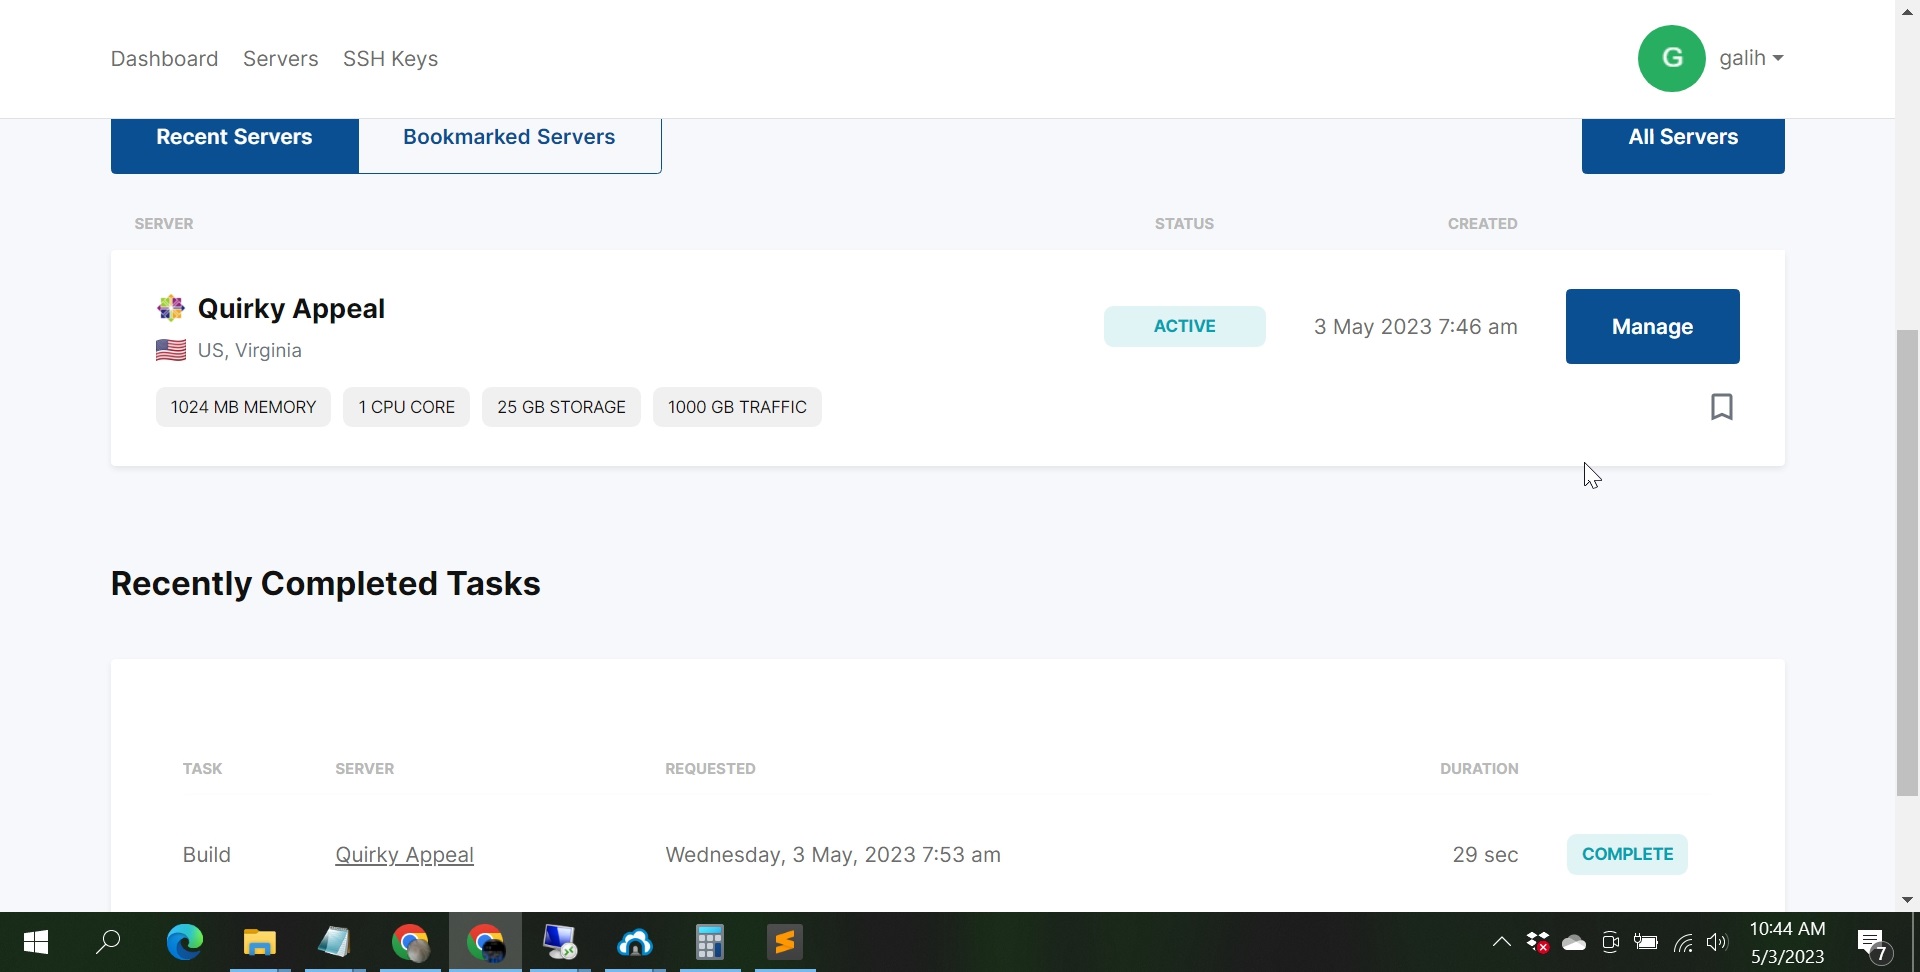 Dashboard Servers SSH Keys
G galih
Recent Servers Bookmarked Servers All Servers
SERVER STATUS CREATED
Quirky Appeal
US, Virginia
ACTIVE 3 May 2023 7:46 am Manage
1024 MB MEMORY 1 CPU CORE 25 GB STORAGE 1000 GB TRAFFIC
Recently Completed Tasks
TASK SERVER REQUESTED DURATION
Build Quirky Appeal Wednesday, 3 May, 2023 7:53 am 29 sec COMPLETE
10:44 AM
5/3/2023
7